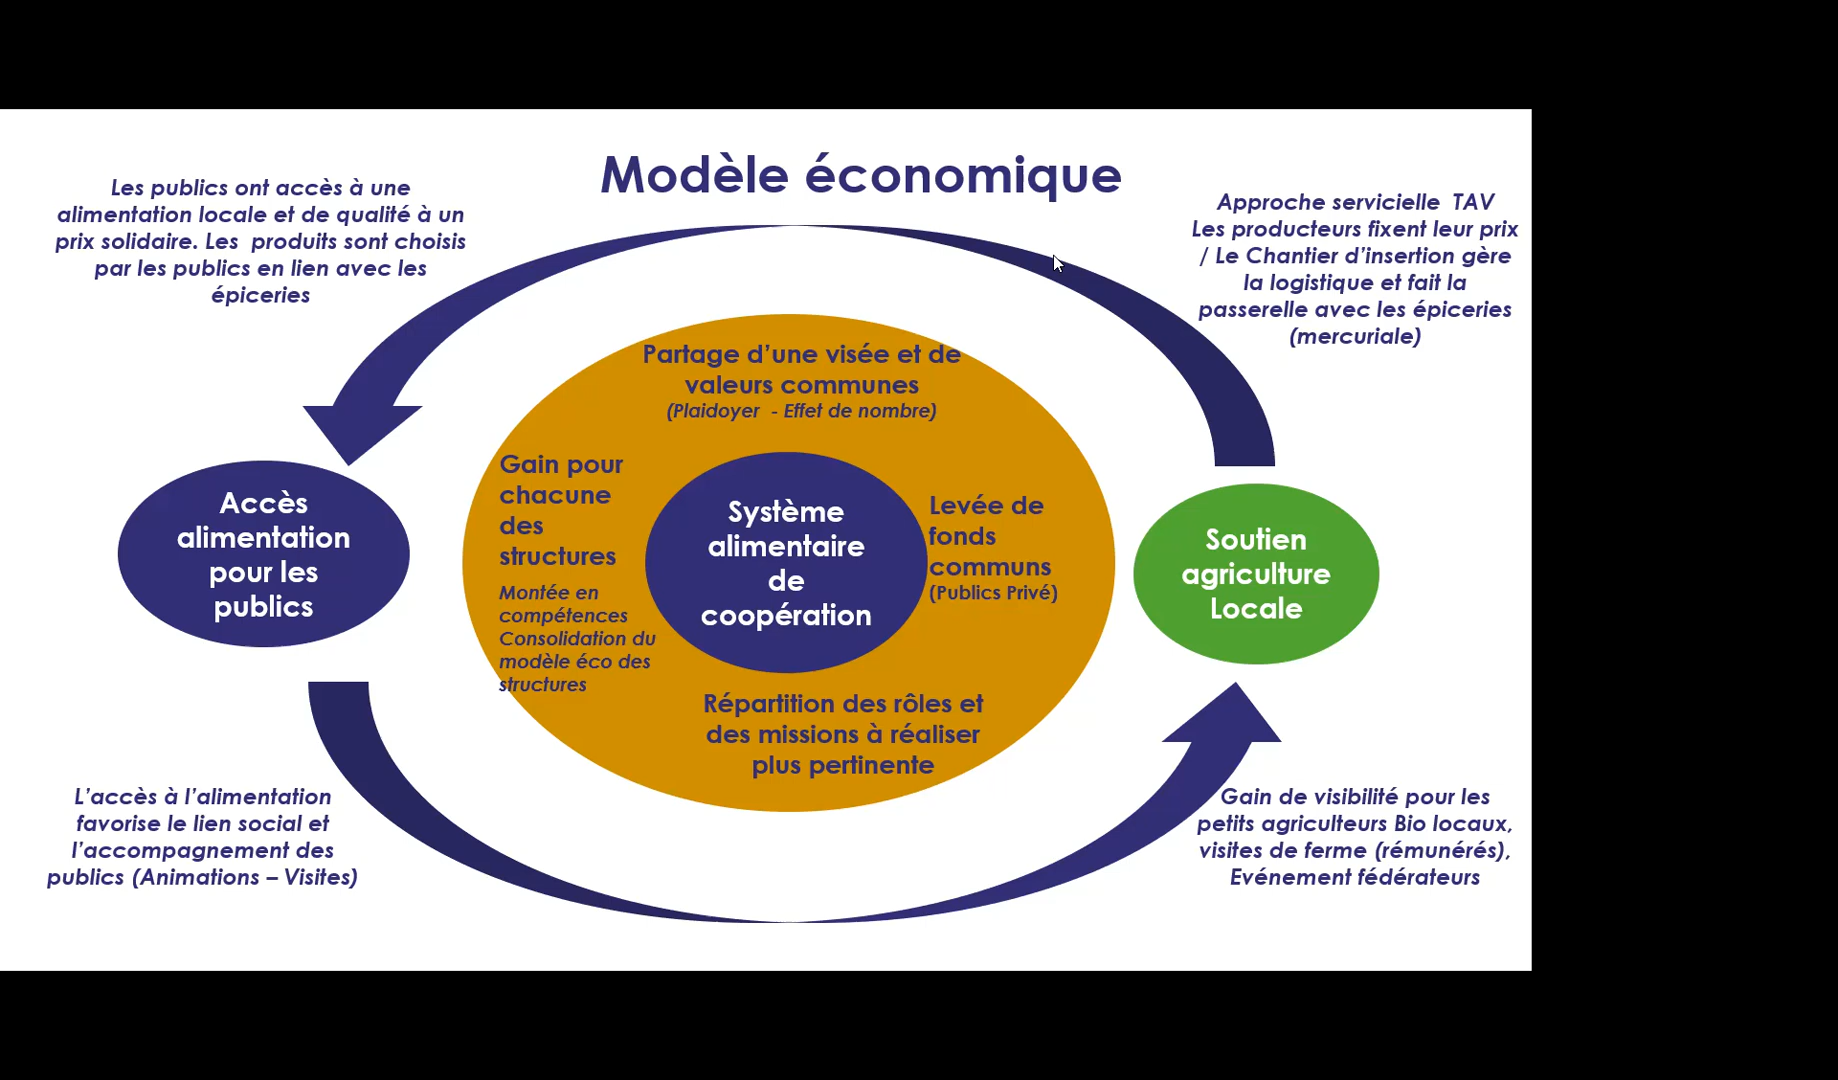 Modèle économique
Les publics ont accès à une
alimentation locale et de qualité à un
prix solidaire. Les  produits sont choisis
par les publics en lien avec les
épiceries
Approche servicielle  TAV
Les producteurs fixent leur prix
/ Le Chantier d’insertion gère
la logistique et fait la
passerelle avec les épiceries
(mercuriale)
Partage d’une visée et de
valeurs communes
(Plaidoyer  - Effet de nombre)
Accès
alimentation
pour les
publics
Gain pour
chacune
des
structures
Montée en
compétences
Consolidation du
modèle éco des
structures
Système
alimentaire
de
coopération
Levée de
fonds
communs
(Publics Privé)
Soutien
agriculture
Locale
Répartition des rôles et
des missions à réaliser
plus pertinente
L’accès à l’alimentation
favorise le lien social et
l’accompagnement des
publics (Animations – Visites)
Gain de visibilité pour les
petits agriculteurs Bio locaux,
visites de ferme (rémunérés),
Evénement fédérateurs